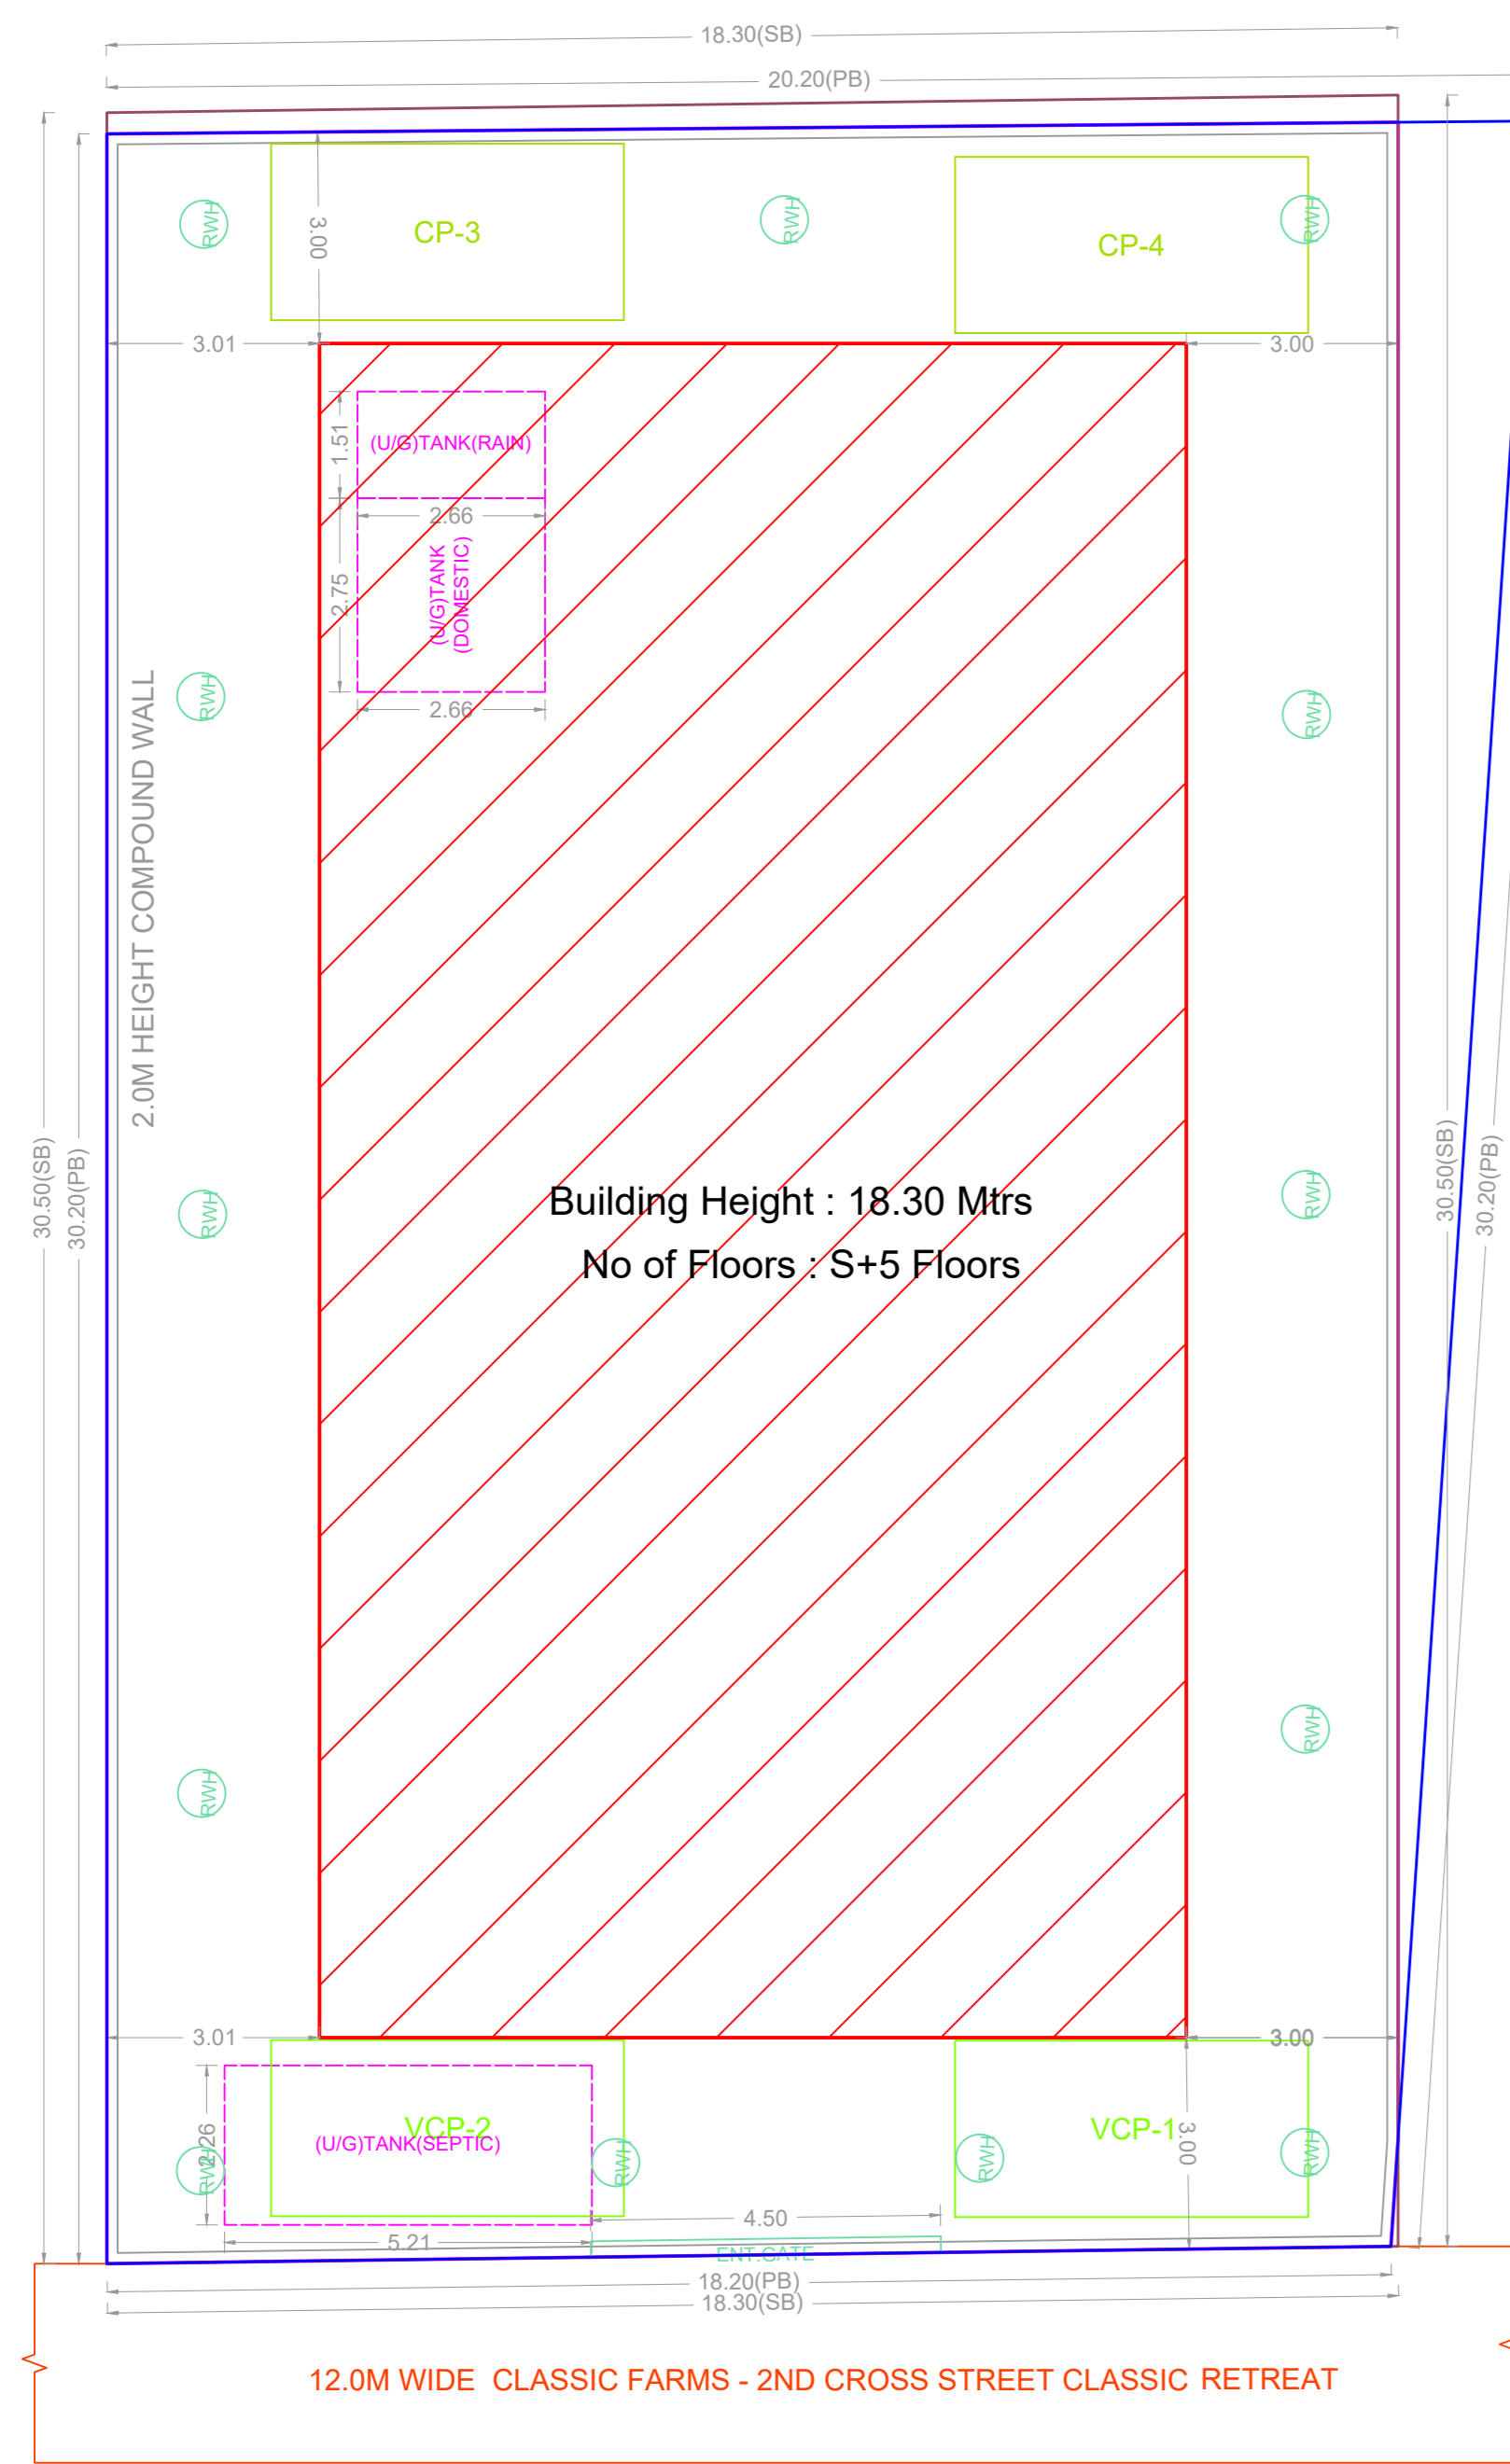 18.30(SB)
20.20(PB)
RWH
CP-3
3.00
RWH
CP-4
RWH
3.01
3.00
1.51
(U/G)TANK(RAIN)
2.66
2.75
(U/G)TANK
(DOMESTIC)
2.66
RWH
RWH
2.0M HEIGHT COMPOUND WALL
30.50(SB)
30.20(PB)
RWH
Building Height : 18.30 Mtrs
No of Floors : S+5 Floors
RWH
30.50(SB)
30.20(PB)
RWH
RWH
3.01
3.00
2.26
RWH
VCP-2
(U/G)TANK(SEPTIC)
RWH
RWH
VCP-1
3.00
RWH
4.50
5.21
ENT.GATE
18.20(PB)
18.30(SB)
12.0M WIDE CLASSIC FARMS - 2ND CROSS STREET CLASSIC RETREAT